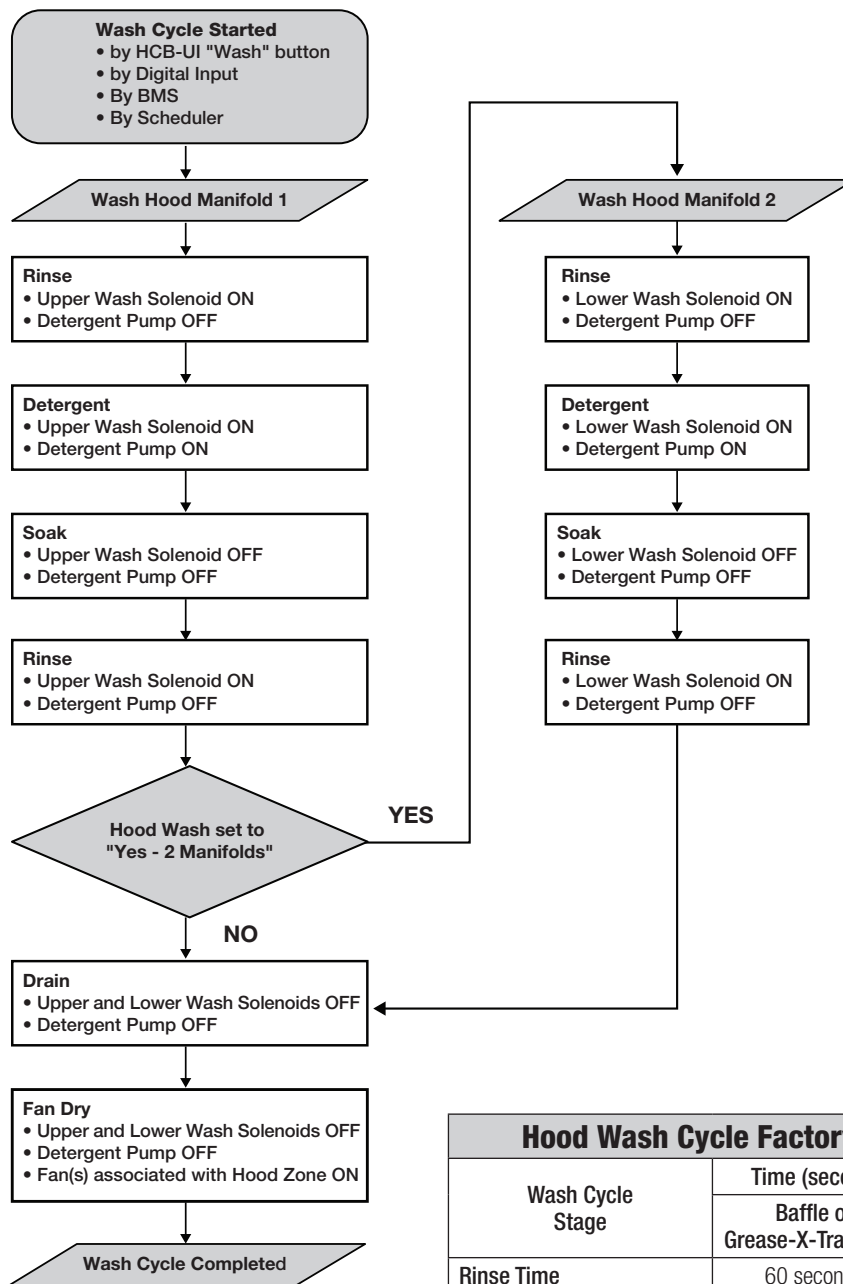 Wash Cycle Started
• by HCB-UI "Wash" button
• by Digital Input
• By BMS
• By Scheduler
Wash Hood Manifold 1
Rinse
• Upper Wash Solenoid ON
• Detergent Pump OFF
Detergent
• Upper Wash Solenoid ON
• Detergent Pump ON
Soak
• Upper Wash Solenoid OFF
• Detergent Pump OFF
Rinse
• Upper Wash Solenoid ON
• Detergent Pump OFF
Hood Wash set to
"Yes - 2 Manifolds"
YES
NO
Wash Hood Manifold 2
Rinse
• Lower Wash Solenoid ON
• Detergent Pump OFF
Detergent
• Lower Wash Solenoid ON
• Detergent Pump ON
Soak
• Lower Wash Solenoid OFF
• Detergent Pump OFF
Rinse
• Lower Wash Solenoid ON
• Detergent Pump OFF
Drain
• Upper and Lower Wash Solenoids OFF
• Detergent Pump OFF
Fan Dry
• Upper and Lower Wash Solenoids OFF
• Detergent Pump OFF
• Fan(s) associated with Hood Zone ON
Wash Cycle Completed
Hood Wash Cycle
Wash Cycle
Stage
Time
Baffle
Rinse Time
60